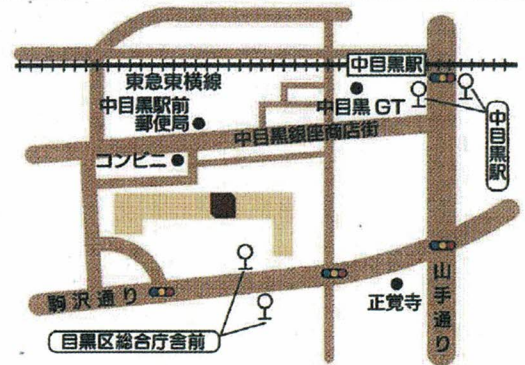 中目黒駅
東急東横線
中目黒駅前
郵便局
中目黒GT
中目黒銀座商店街
中目黒駅
コンビニ
駒沢通り
目黒区総合庁舎前
正覚寺
山手通り